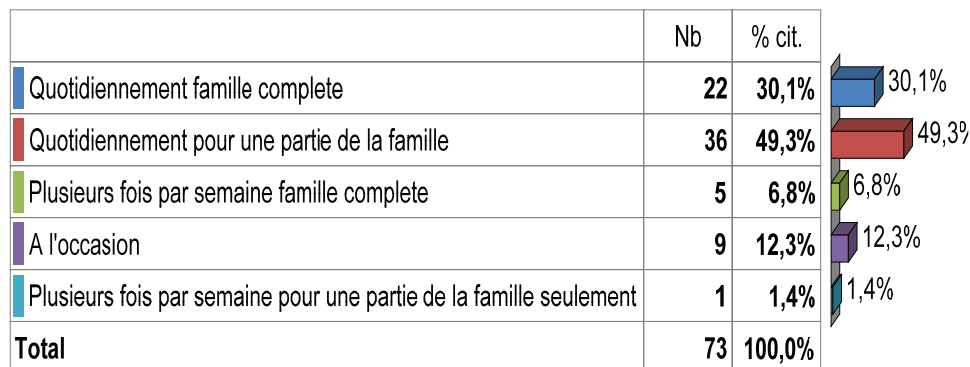 Nb % cit.
Quotidiennement famille complete 22 30,1% 30,1%
Quotidiennement pour une partie de la famille 36 49,3% 49,3%
Plusieurs fois par semaine famille complete 5 6,8% 6,8%
A l'occasion 9 12,3% 12,3%
Plusieurs fois par semaine pour une partie de la famille seulement 1 1,4% 1,4%
Total 73 100,0%